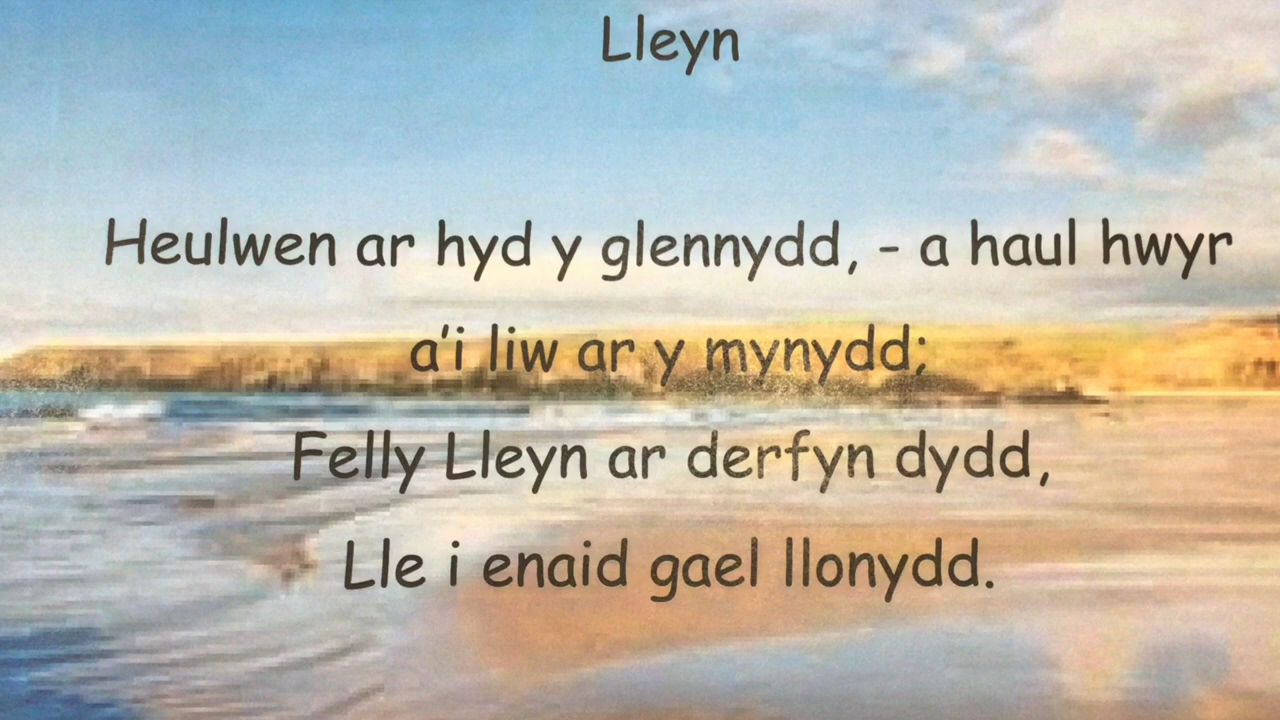 Lleyn
Heulwen ar hyd y glennydd, - a haul hwyr
a'i liw ar y mynydd;
Felly Lleyn ar derfyn dydd,
Lle i enaid gael llonydd.